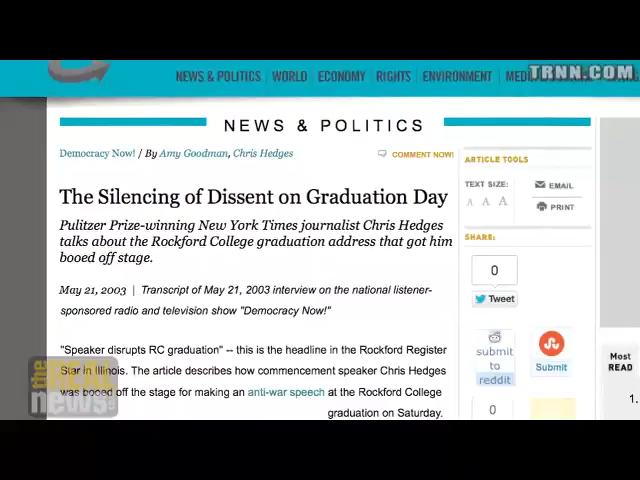 TRNN.COM
NEWS & POLITICS WORLD ECONOMY RIGHTS ENVIRONMENT
NEWS & POLITICS
Democracy Now! / By Amy Goodman, Chris Hedges
COMMENT NOW!
The Silencing of Dissent on Graduation Day
Pulitzer Prize-winning New York Times journalist Chris Hedges
talks about the Rockford College graduation address that got him
booed off stage.
May 21, 2003 | Transcript of May 21, 2003 interview on the national listener-
sponsored radio and television show "Democracy Now!"
"Speaker disrupts RC graduation" -- this is the headline in the Rockford Register
Star in Illinois. The article describes how commencement speaker Chris Hedges
was booed off the stage for making an anti-war speech at the Rockford College
graduation on Saturday.
ARTICLE TOOLS
TEXT SIZE:
A A A
EMAIL
PRINT
SHARE:
0
Tweet
submit
to
reddit
Submit
0
Most
READ
1.
the
REAL
news